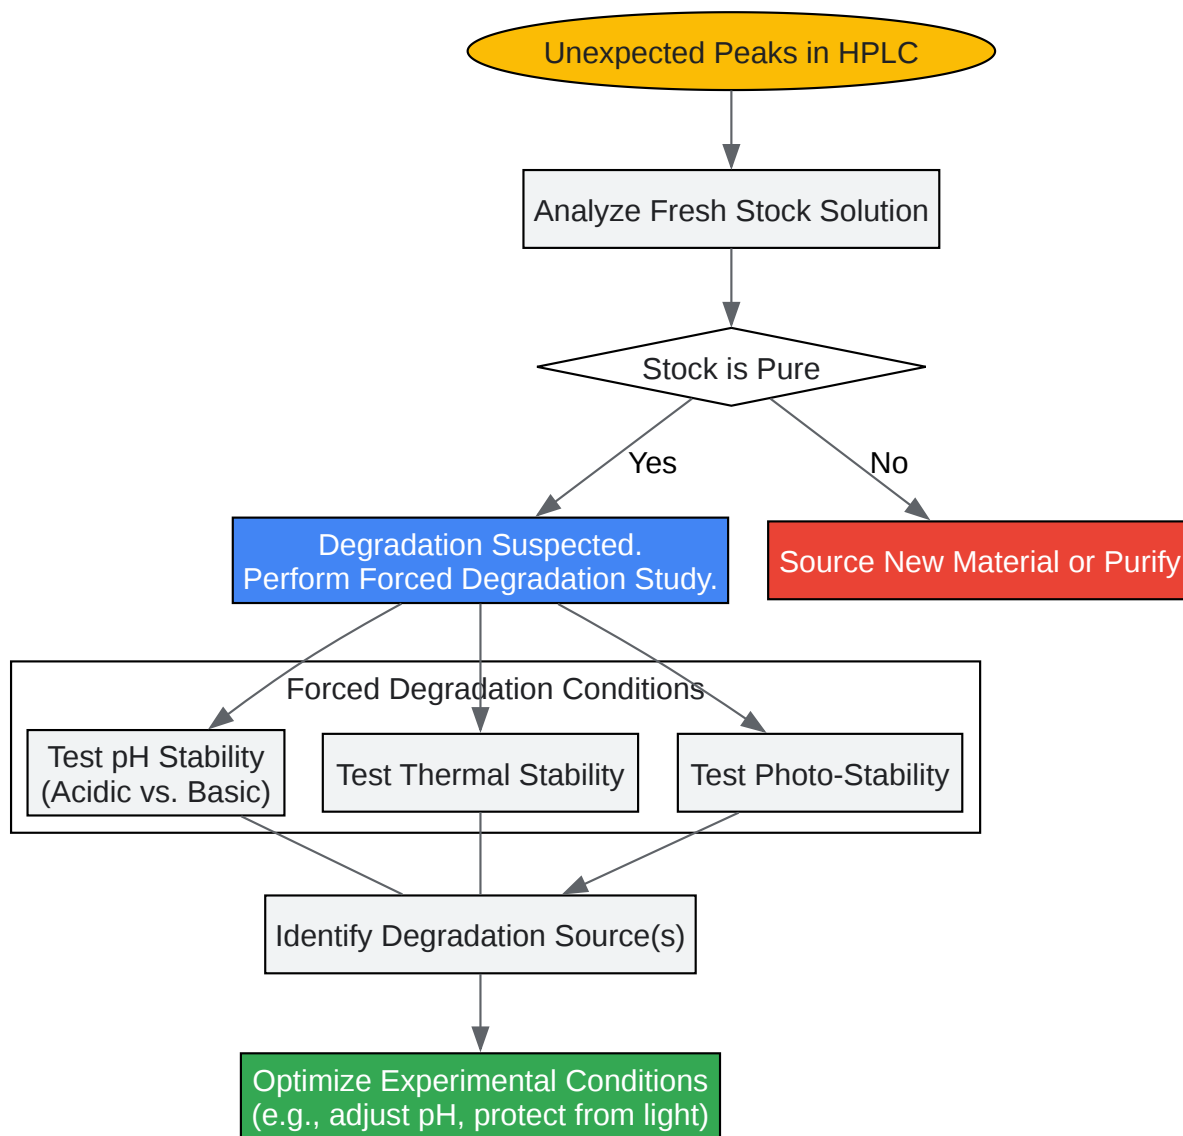 Unexpected Peaks in HPLC
Analyze Fresh Stock Solution
Stock is Pure
Yes
No
Degradation Suspected.
Perform Forced Degradation Study.
Source New Material or Purify
Forced Degradation Conditions
Test pH Stability
(Acidic vs. Basic)
Test Thermal Stability
Test Photo-Stability
Identify Degradation Source(s)
Optimize Experimental Conditions
(e.g., adjust pH, protect from light)